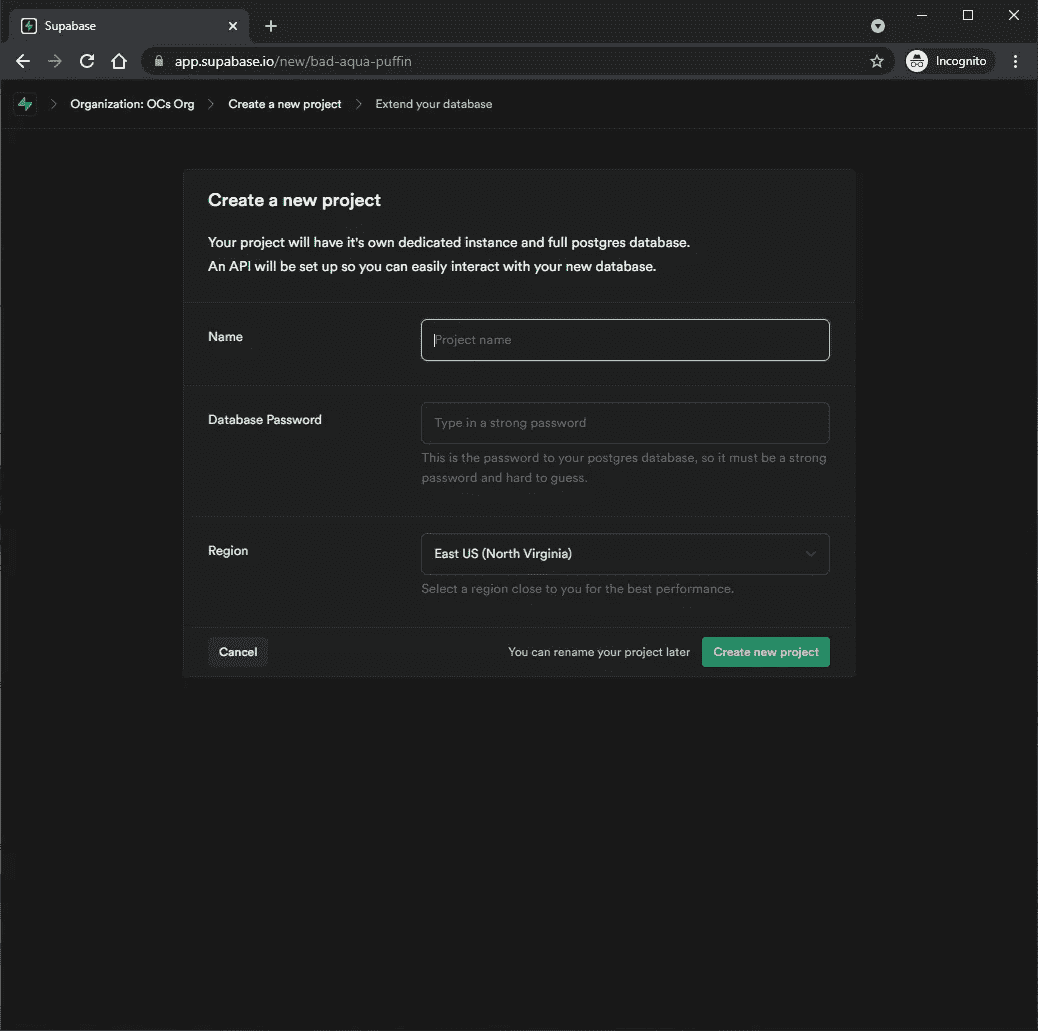 Supabase
app.supabase.io/new/bad-aqua-puffin
Incognito
Organization: OCs Org > Create a new project > Extend your database
Create a new project
Your project will have it's own dedicated instance and full postgres database.
An API will be set up so you can easily interact with your new database.
Name
Project name
Database Password
Type in a strong password
This is the password to your postgres database, so it must be a strong
password and hard to guess.
Region
East US (North Virginia)
Select a region close to you for the best performance.
Cancel
You can rename your project later
Create new project